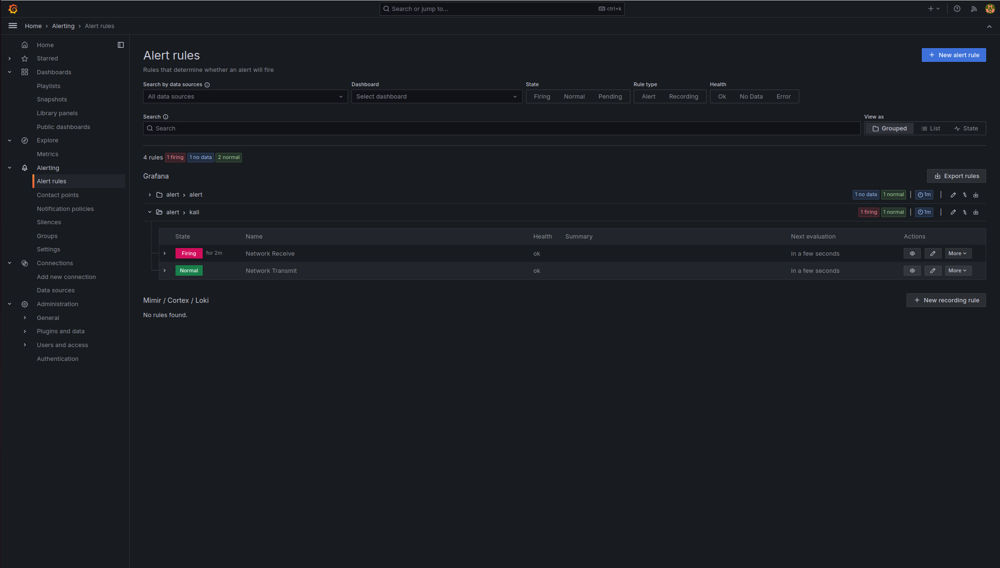 Search or jump to... ctrl+k
Home > Alerting > Alert rules
Home
Starred
Dashboards
Playlists
Snapshots
Library panels
Public dashboards
Explore
Metrics
Alerting
Alert rules
Contact points
Notification policies
Silences
Groups
Settings
Connections
Add new connection
Data sources
Administration
General
Plugins and data
Users and access
Authentication
Alert rules
New alert rule
Rules that determine whether an alert will fire
Search by data sources Dashboard State Rule type Health
All data sources Select dashboard Firing Normal Pending Alert Recording Ok No Data Error
Search View as
Search Grouped List State
4 rules 1 firing 1 no data 2 normal
Grafana Export rules
alert > alert 1 no data 1 normal | 1m |
alert > kali 1 firing 1 normal | 1m |
State Name Health Summary Next evaluation Actions
Firing for 2m Network Receive ok in a few seconds More
Normal Network Transmit ok in a few seconds More
Mimir / Cortex / Loki New recording rule
No rules found.